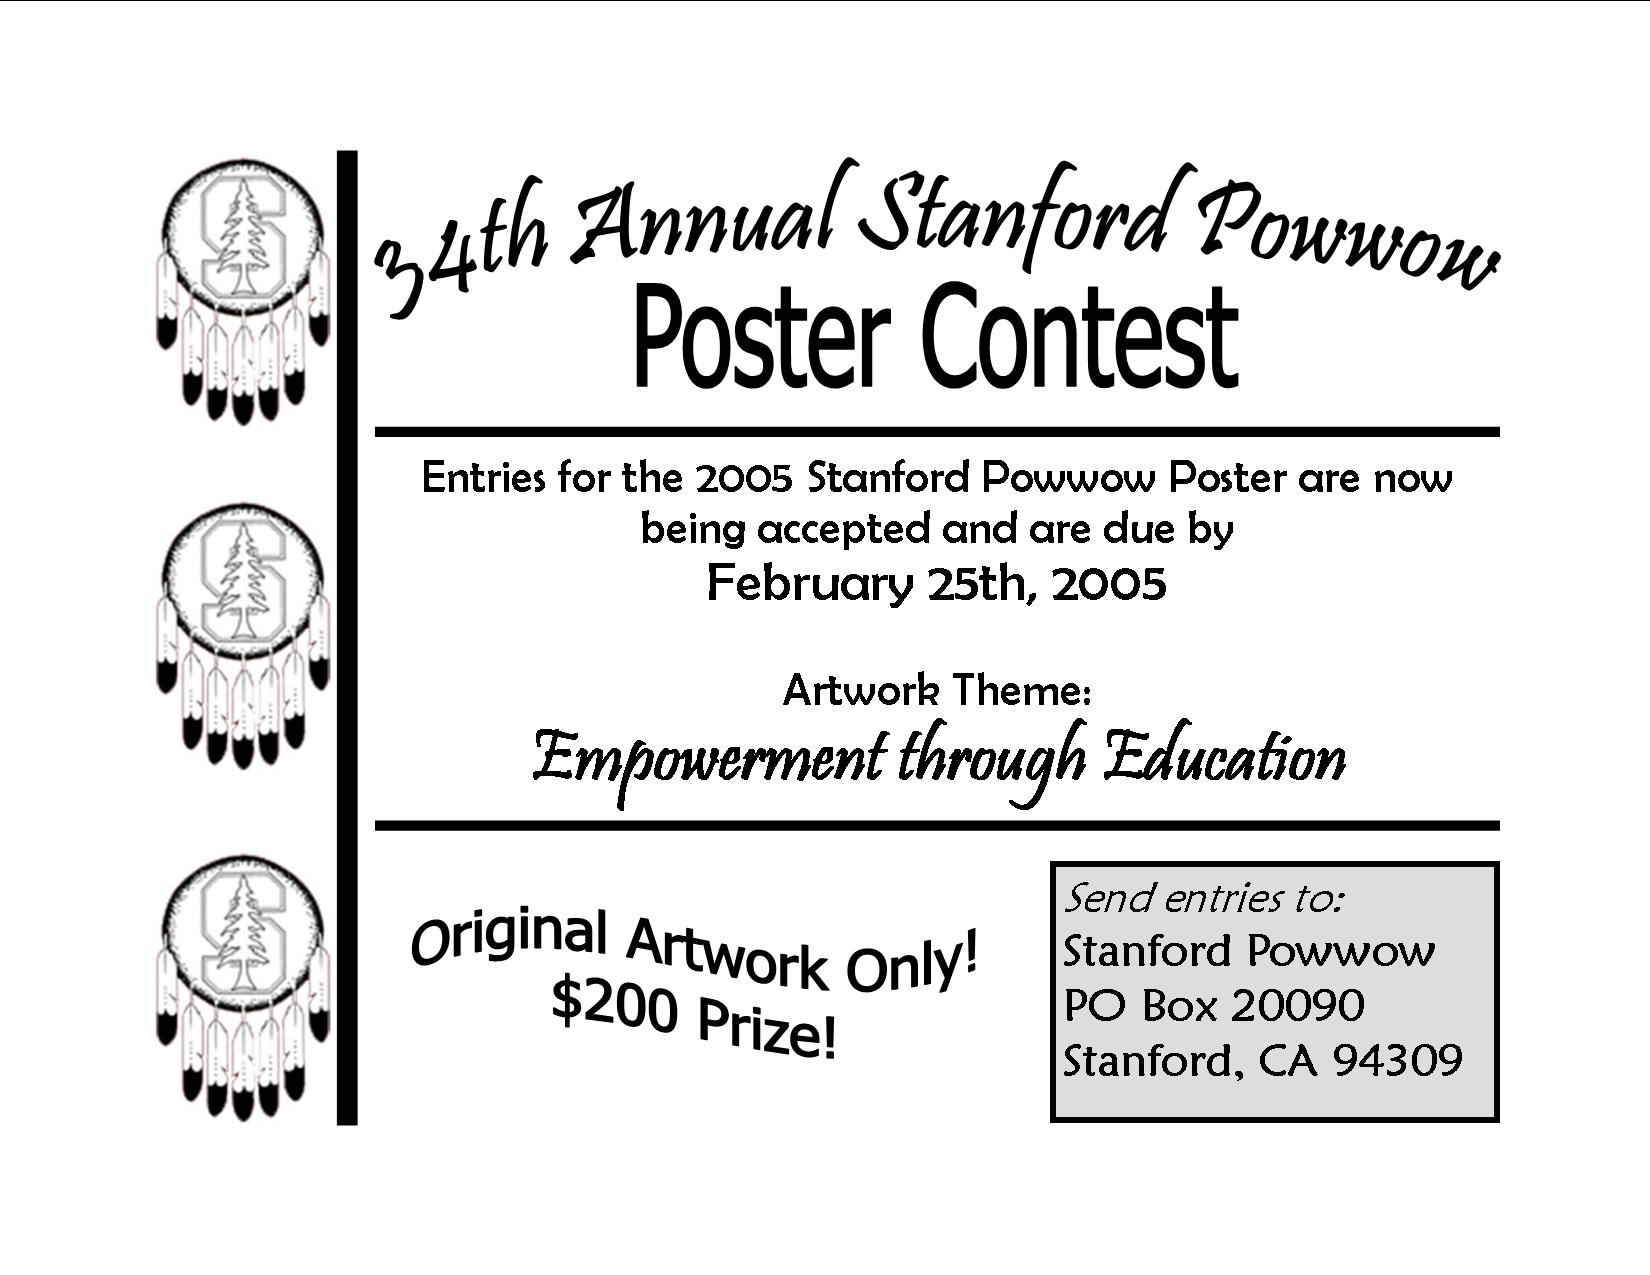 34th Annual Stanford Powwow
Poster Contest
Entries for the 2005 Stanford Powwow Poster are now
being accepted and are due by
February 25th, 2005
Artwork Theme:
Empowerment through Education
Original Artwork Only!
$200 Prize!
Send entries to:
Stanford Powwow
PO Box 20090
Stanford, CA 94309
S
S
S